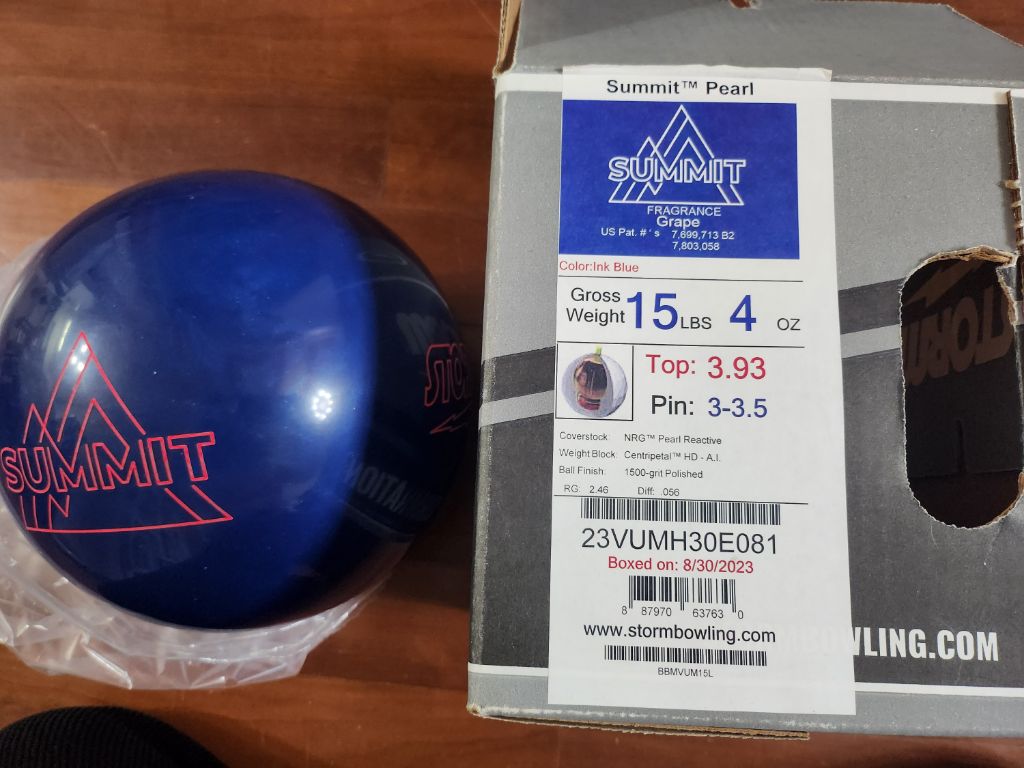 SUMMIT
STO
Summit™ Pearl
SUMMIT
FRAGRANCE
Grape
US Pat. #'s 7,699,713 B2
7,803,058
Color:Ink Blue
Gross Weight 15 LBS 4 OZ
Top: 3.93
Pin: 3-3.5
Coverstock: NRG™ Pearl Reactive
Weight Block: Centripetal™ HD - A.I.
Ball Finish: 1500-grit Polished
RG: 2.46 Diff: .056
23VUMH30E081
Boxed on: 8/30/2023
8 87970 63763 0
www.stormbowling.com
BBMVUM15L
MBOWLING.COM
STORM